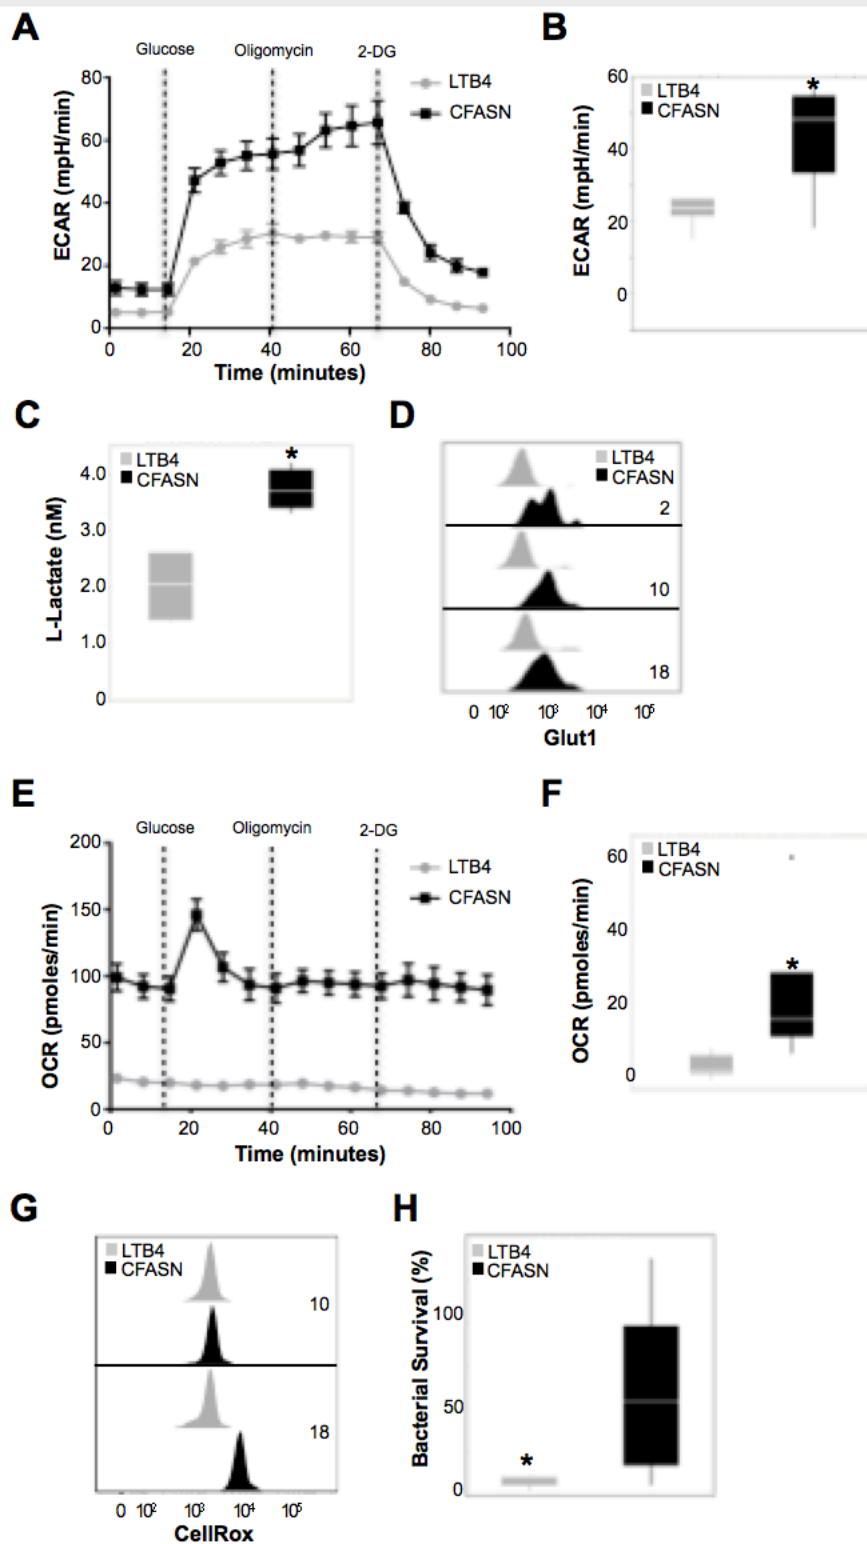 A
Glucose Oligomycin 2-DG
LTB4
CFASN
80
60
40
20
0
ECAR (mpH/min)
0 20 40 60 80 100
Time (minutes)
B
LTB4
CFASN
*
60
40
20
0
ECAR (mpH/min)
C
LTB4
CFASN
*
4.0
3.0
2.0
1.0
0
L-Lactate (nM)
D
LTB4
CFASN
2
10
18
0 10² 10³ 10⁴ 10⁵
Glut1
E
Glucose Oligomycin 2-DG
LTB4
CFASN
200
150
100
50
0
OCR (pmoles/min)
0 20 40 60 80 100
Time (minutes)
F
LTB4
CFASN
*
60
40
20
0
OCR (pmoles/min)
G
LTB4
CFASN
10
18
0 10² 10³ 10⁴ 10⁵
CellRox
H
LTB4
CFASN
100
50
0
*
Bacterial Survival (%)